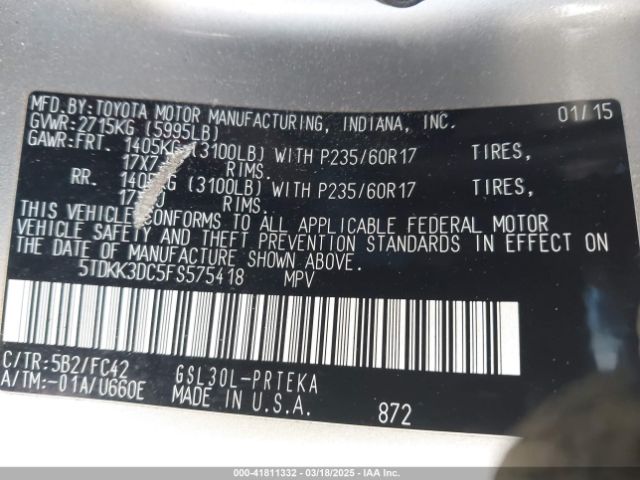 MFD.BY:TOYOTA MOTOR MANUFACTURING, INDIANA, INC. 01/15
GVWR:2715KG (5995LB)
GAWR:FRT. 1405KG (3100LB) WITH P235/60R17 TIRES,
RIMS.
RR. (3100LB) WITH P235/60R17 TIRES,
RIMS.
THIS VEHICLE CONFORMS TO ALL APPLICABLE FEDERAL MOTOR
VEHICLE SAFETY AND THEFT PREVENTION STANDARDS IN EFFECT ON
THE DATE OF MANUFACTURE SHOWN ABOVE.
5TDKK3DC5FS575418 MPV
C/TR:5B2/FC42 GSL30L-PRTEKA
A/TM:-01A/U660E MADE IN U.S.A. 872
000-41811332 — 03/18/2025 — IAA Inc.